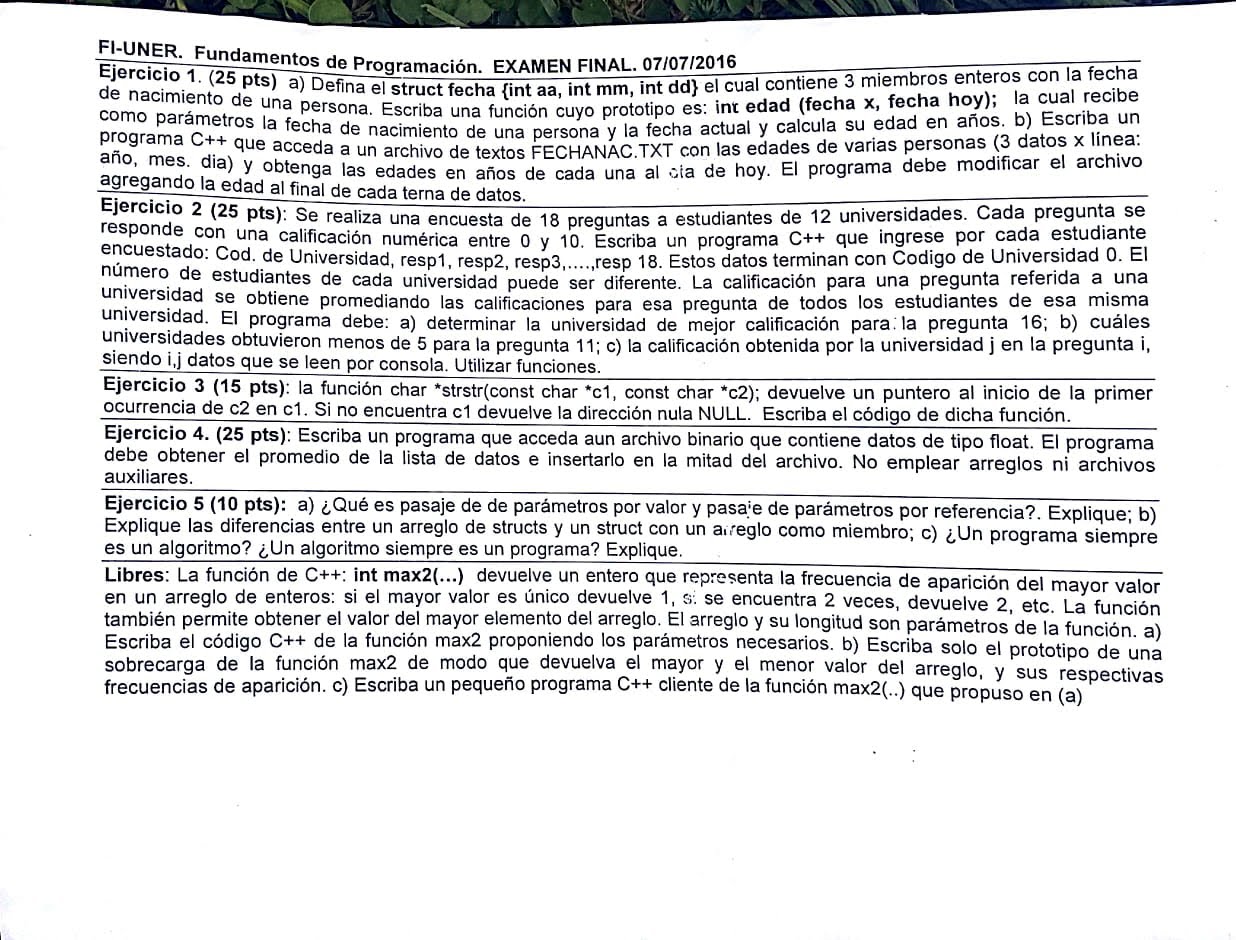 FI-UNER. Fundamentos de Programación. EXAMEN FINAL. 07/07/2016
Ejercicio 1. (25 pts) a) Defina el struct fecha {int aa, int mm, int dd} el cual contiene 3 miembros enteros con la fecha
de nacimiento de una persona. Escriba una función cuyo prototipo es: int edad (fecha x, fecha hoy); la cual recibe
como parámetros la fecha de nacimiento de una persona y la fecha actual y calcula su edad en años. b) Escriba un
programa C++ que acceda a un archivo de textos FECHANAC.TXT con las edades de varias personas (3 datos x línea:
año, mes. dia) y obtenga las edades en años de cada una al dia de hoy. El programa debe modificar el archivo
agregando la edad al final de cada terna de datos.
Ejercicio 2 (25 pts): Se realiza una encuesta de 18 preguntas a estudiantes de 12 universidades. Cada pregunta se
responde con una calificación numérica entre 0 y 10. Escriba un programa C++ que ingrese por cada estudiante
encuestado: Cod. de Universidad, resp1, resp2, resp3,....,resp 18. Estos datos terminan con Codigo de Universidad 0. El
número de estudiantes de cada universidad puede ser diferente. La calificación para una pregunta referida a una
universidad se obtiene promediando las calificaciones para esa pregunta de todos los estudiantes de esa misma
universidad. El programa debe: a) determinar la universidad de mejor calificación para la pregunta 16; b) cuáles
universidades obtuvieron menos de 5 para la pregunta 11; c) la calificación obtenida por la universidad j en la pregunta i,
siendo i,j datos que se leen por consola. Utilizar funciones.
Ejercicio 3 (15 pts): la función char *strstr(const char *c1, const char *c2); devuelve un puntero al inicio de la primer
ocurrencia de c2 en c1. Si no encuentra c1 devuelve la dirección nula NULL. Escriba el código de dicha función.
Ejercicio 4. (25 pts): Escriba un programa que acceda aun archivo binario que contiene datos de tipo float. El programa
debe obtener el promedio de la lista de datos e insertarlo en la mitad del archivo. No emplear arreglos ni archivos
auxiliares.
Ejercicio 5 (10 pts): a) ¿Qué es pasaje de de parámetros por valor y pasaje de parámetros por referencia?. Explique; b)
Explique las diferencias entre un arreglo de structs y un struct con un arreglo como miembro; c) ¿Un programa siempre
es un algoritmo? ¿Un algoritmo siempre es un programa? Explique.
Libres: La función de C++: int max2(...) devuelve un entero que representa la frecuencia de aparición del mayor valor
en un arreglo de enteros: si el mayor valor es único devuelve 1, si se encuentra 2 veces, devuelve 2, etc. La función
también permite obtener el valor del mayor elemento del arreglo. El arreglo y su longitud son parámetros de la función. a)
Escriba el código C++ de la función max2 proponiendo los parámetros necesarios. b) Escriba solo el prototipo de una
sobrecarga de la función max2 de modo que devuelva el mayor y el menor valor del arreglo, y sus respectivas
frecuencias de aparición. c) Escriba un pequeño programa C++ cliente de la función max2(..) que propuso en (a)